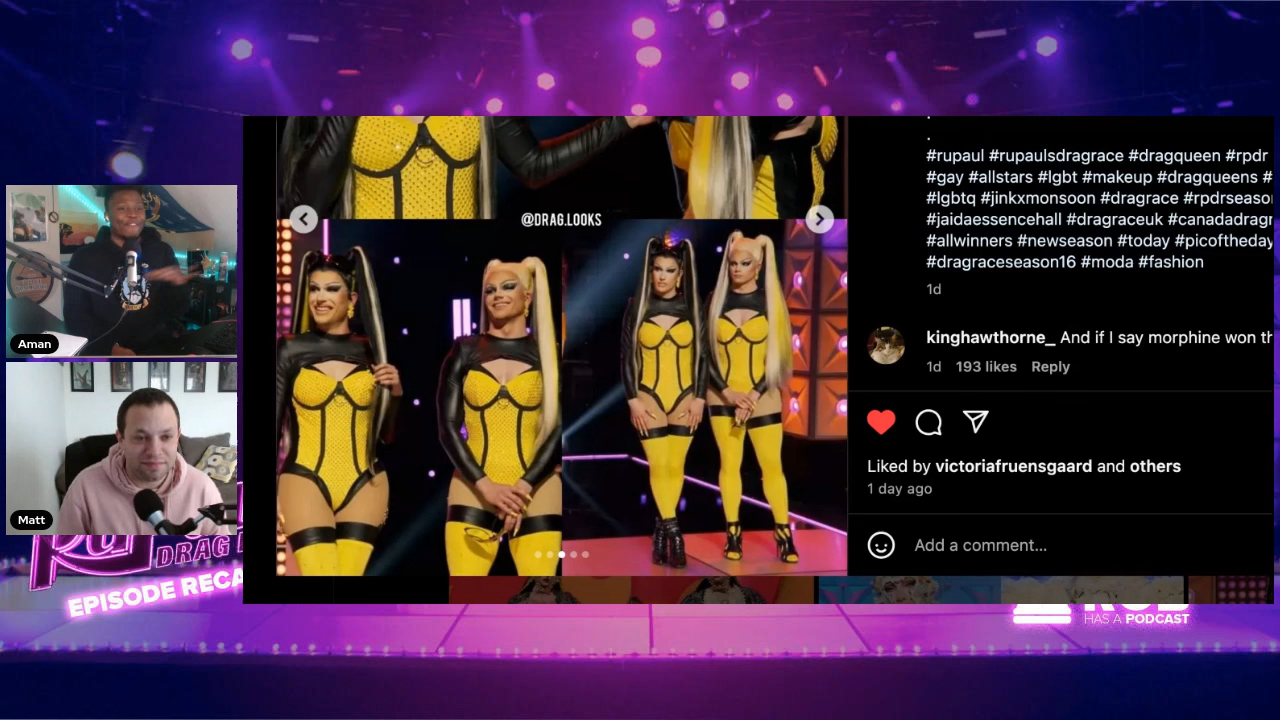 .
#rupaul #rupaulsdragrace #dragqueen #rpdr
#gay #allstars #lgbt #makeup #dragqueens #
#lgbtq #jinkxmonsoon #dragrace #rpdrseaso
#jaidaessencehall #dragraceuk #canadadragr
#allwinners #newseason #today #picoftheday
#dragraceseason16 #moda #fashion
1d
kinghawthorne_ And if I say morphine won th
1d 193 likes Reply
Liked by victoriafruensgaard and others
1 day ago
Add a comment...
@DRAG.LOOKS
Aman
Matt
DRAG
EPISODE RECA
HAS A PODCAST